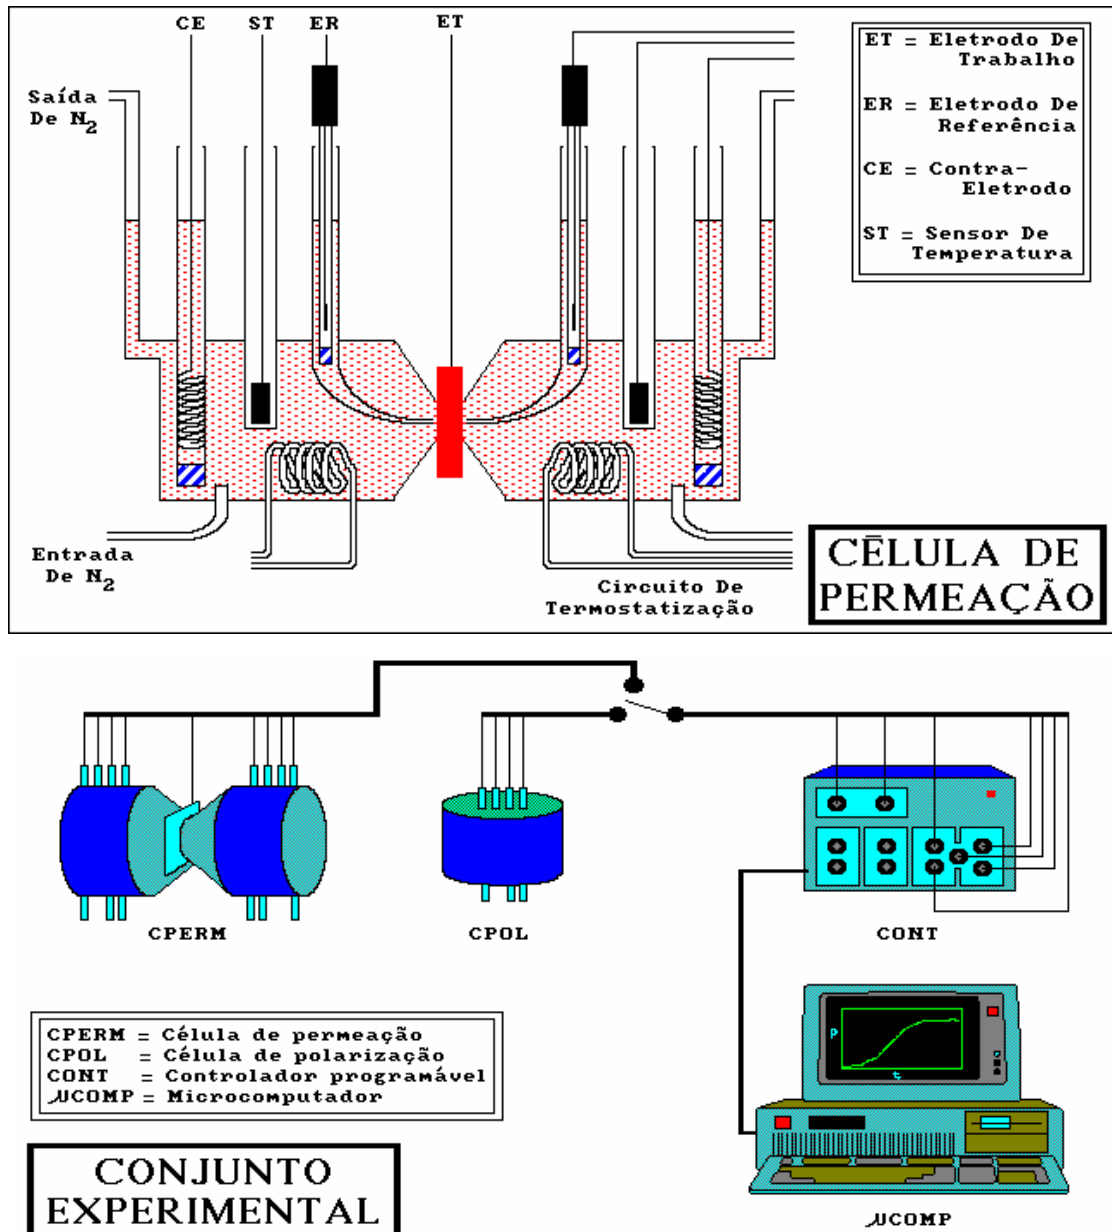 CE ST ER ET
Saída
De N2
ET = Eletrodo De
Trabalho
ER = Eletrodo De
Referência
CE = Contra-
Eletrodo
ST = Sensor De
Temperatura
Entrada
De N2
Circuito De
Termostatização
CĒLULA DE
PERMEAÇÃO
CPERM
CPOL
CONT
P
t
CPERM = Célula de permeação
CPOL = Célula de polarização
CONT = Controlador programável
µCOMP = Microcomputador
CONJUNTO
EXPERIMENTAL
µCOMP